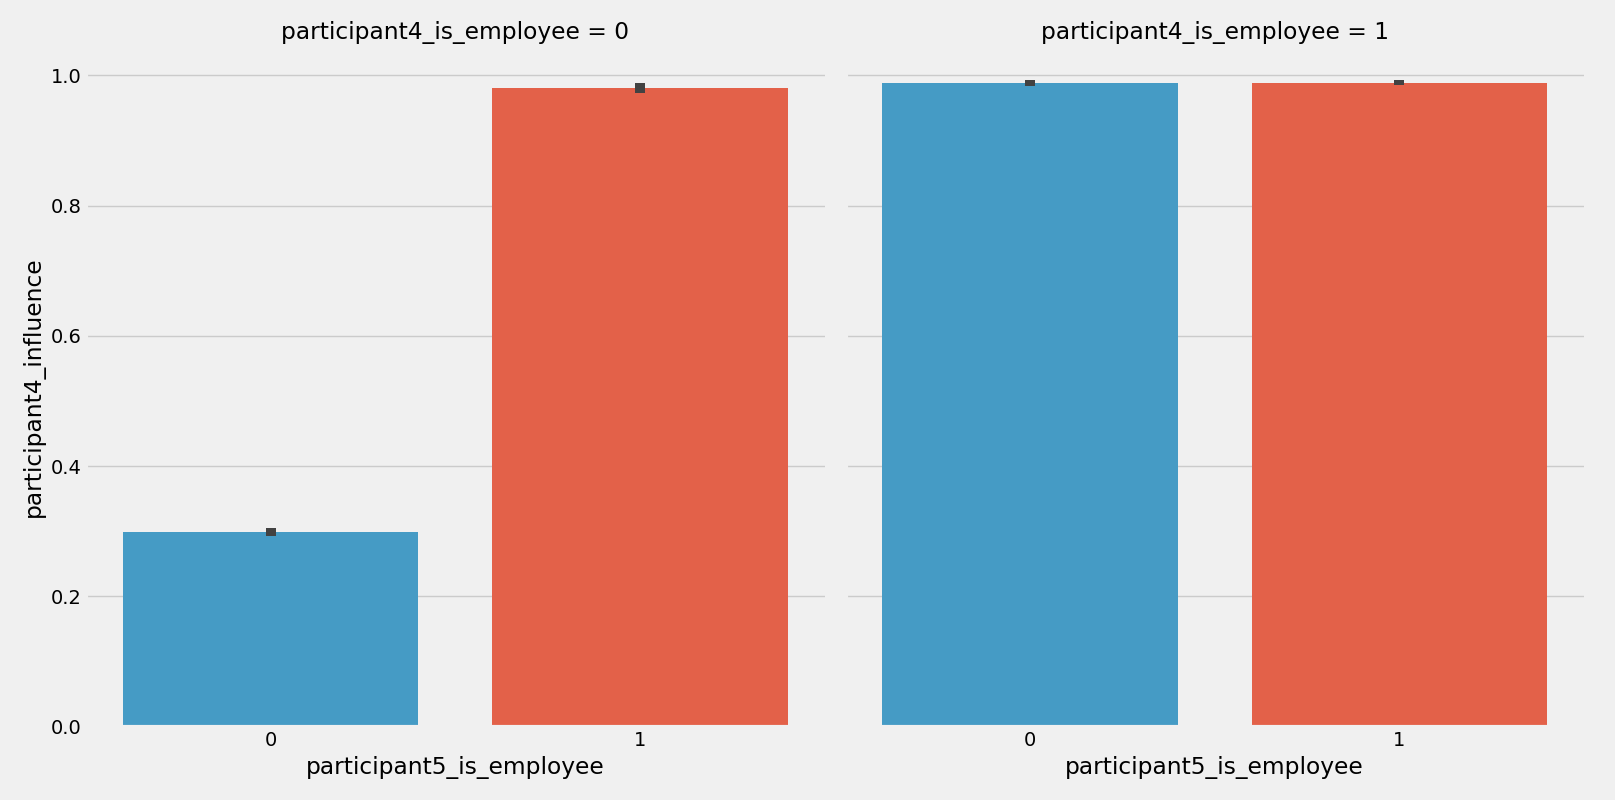 participant4_is_employee = 0
participant4_is_employee = 1
participant4_influence
1.0
0.8
0.6
0.4
0.2
0.0
0 1
0 1
participant5_is_employee
participant5_is_employee